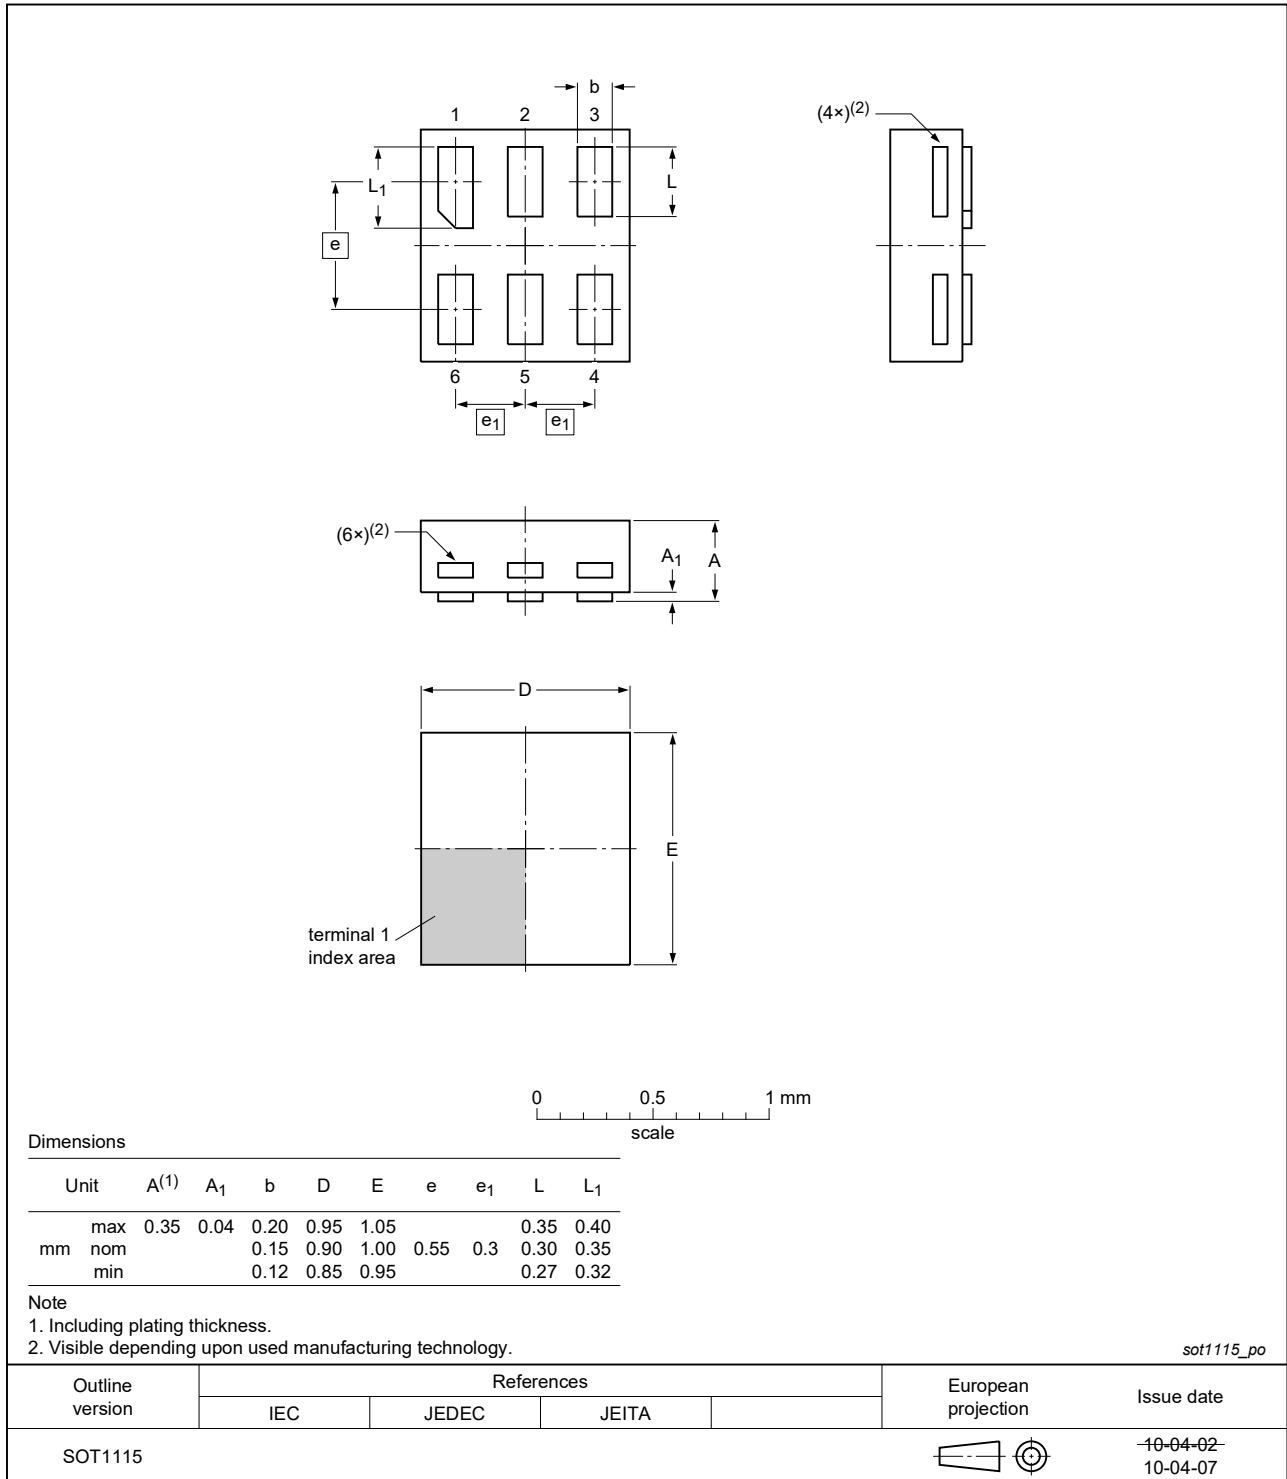 b
1 2 3
(4×)(2)
L1
L
e
6 5 4
e1 e1
(6×)(2)
A1 A
D
E
terminal 1
index area
0 0.5 1 mm
scale
Dimensions
Unit A(1) A1 b D E e e1 L L1
max 0.35 0.04 0.20 0.95 1.05 0.35 0.40
mm nom 0.15 0.90 1.00 0.55 0.3 0.30 0.35
min 0.12 0.85 0.95 0.27 0.32
Note
1. Including plating thickness.
2. Visible depending upon used manufacturing technology.
sot1115_po
Outline
version
References
IEC JEDEC JEITA
European
projection
Issue date
SOT1115
10-04-02
10-04-07